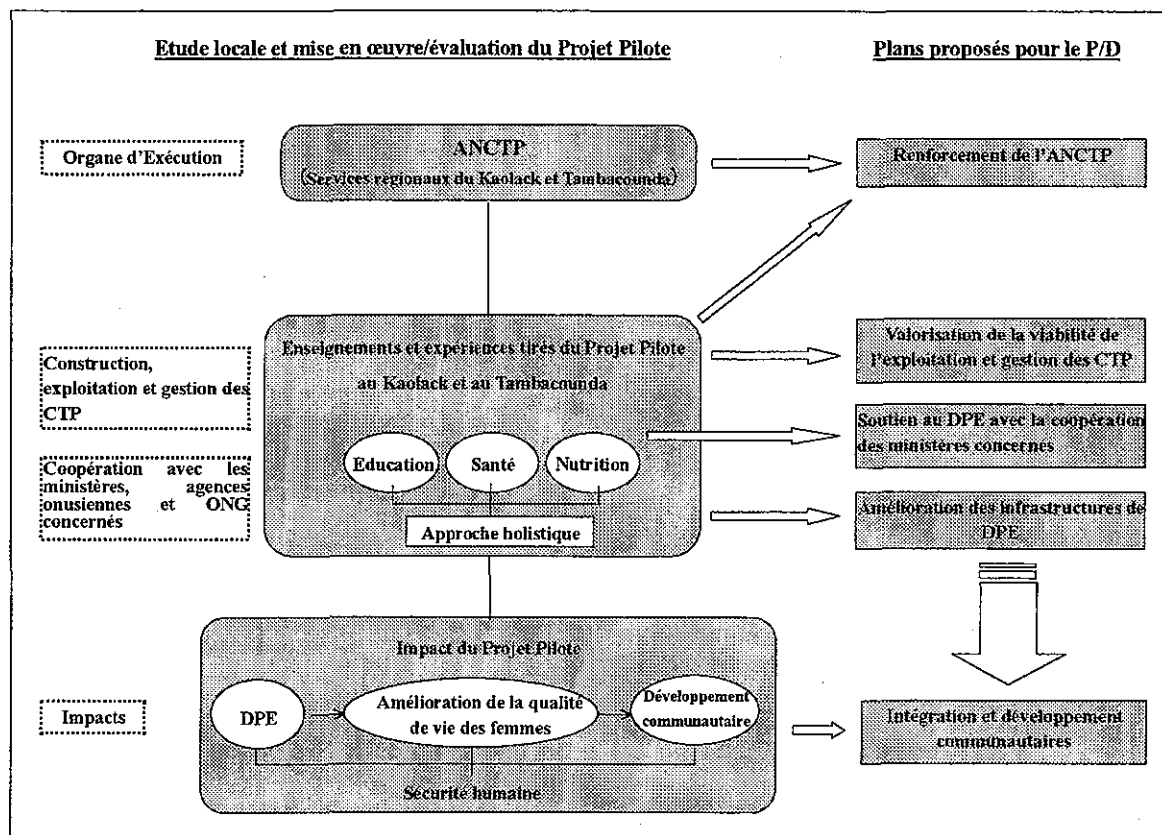 Etude locale et mise en œuvre/évaluation du Projet Pilote
Plans proposés pour le P/D
Organe d'Exécution
ANCTP
(Services régionaux du Kaolack et Tambacounda)
Renforcement de l'ANCTP
Construction,
exploitation et gestion des
CTP
Coopération avec les
ministères, agences
onusiennes et ONG
concernés
Enseignements et expériences tirés du Projet Pilote
au Kaolack et au Tambacounda
Education
Santé
Nutrition
Approche holistique
Valorisation de la viabilité de
l'exploitation et gestion des CTP
Soutien au DPE avec la coopération
des ministères concernes
Amélioration des infrastructures de
DPE
Impacts
Impact du Projet Pilote
DPE
Amélioration de la qualité
de vie des femmes
Développement
communautaire
Sécurité humaine
Intégration et développement
communautaires